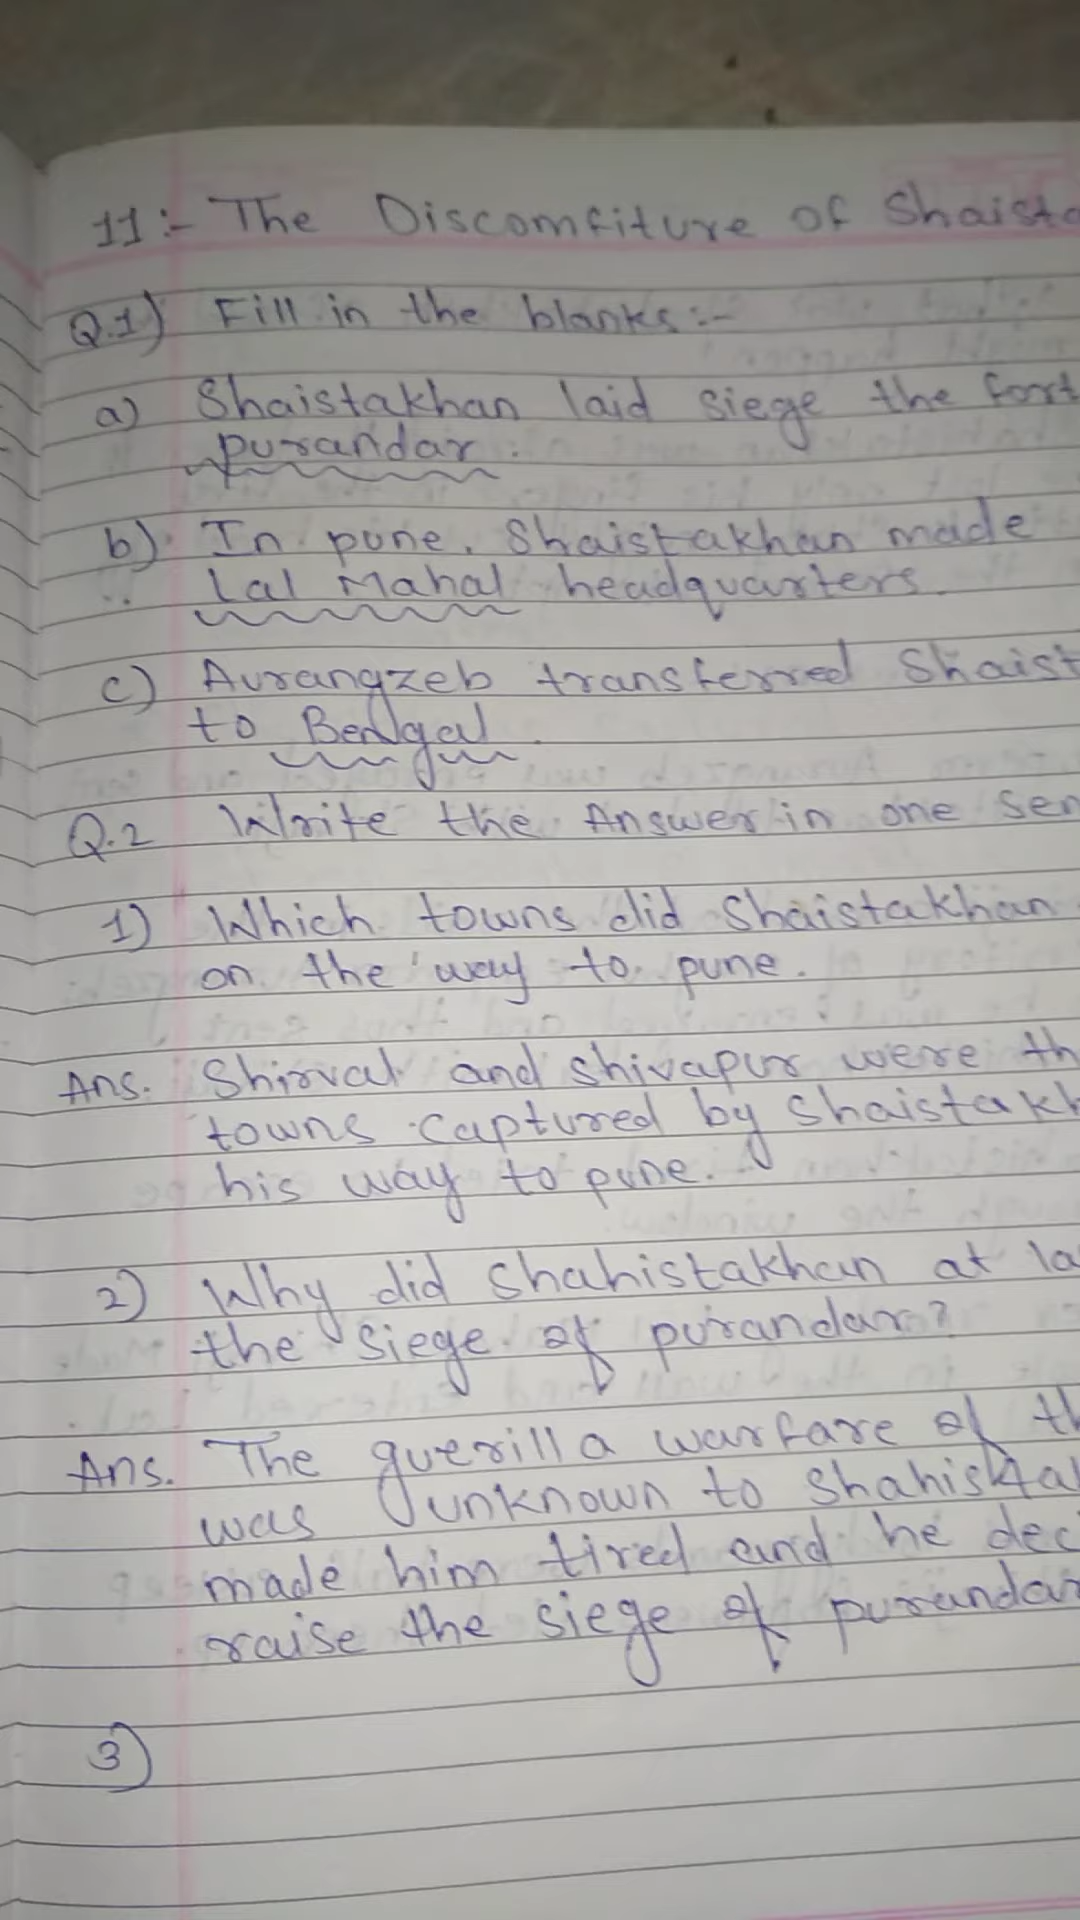 11:- The Discomfiture of Shaista
Q.1) Fill in the blanks:-
a) Shaistakhan laid siege the fort
purandar.
b) In pune, Shaistakhan made
Lal Mahal headquarters.
c) Aurangzeb transferred Shaist
to Bengal.
Q.2 Write the Answer in one sen
1) Which towns did Shaistakhan
on the way to pune.
Ans. Shirval and shivapur were th
towns captured by shaistakh
his way to pune.
2) Why did shahistakhan at la
the siege of purandar?
Ans. The guerilla warfare of th
was unknown to shahistak
made him tired and he dec
raise the siege of purandar
3)